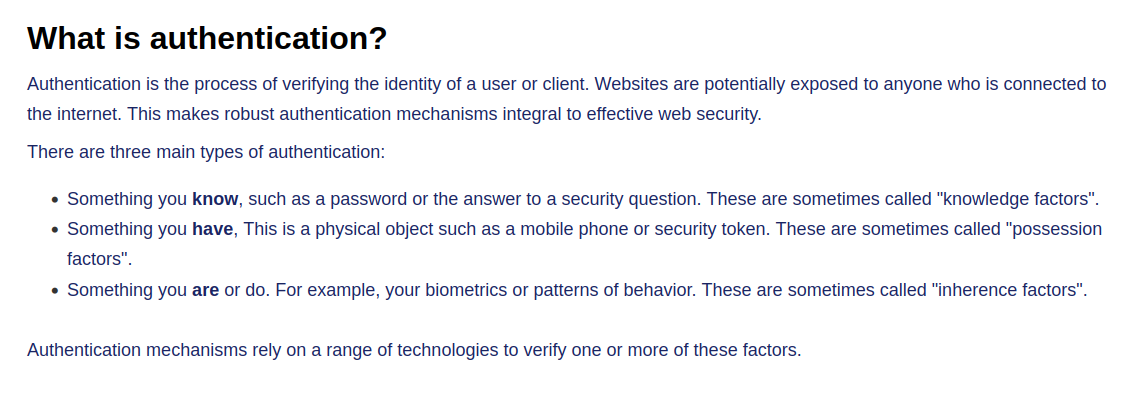 What is authentication?
Authentication is the process of verifying the identity of a user or client. Websites are potentially exposed to anyone who is connected to
the internet. This makes robust authentication mechanisms integral to effective web security.
There are three main types of authentication:
• Something you know, such as a password or the answer to a security question. These are sometimes called "knowledge factors".
• Something you have, This is a physical object such as a mobile phone or security token. These are sometimes called "possession
factors".
• Something you are or do. For example, your biometrics or patterns of behavior. These are sometimes called "inherence factors".
Authentication mechanisms rely on a range of technologies to verify one or more of these factors.